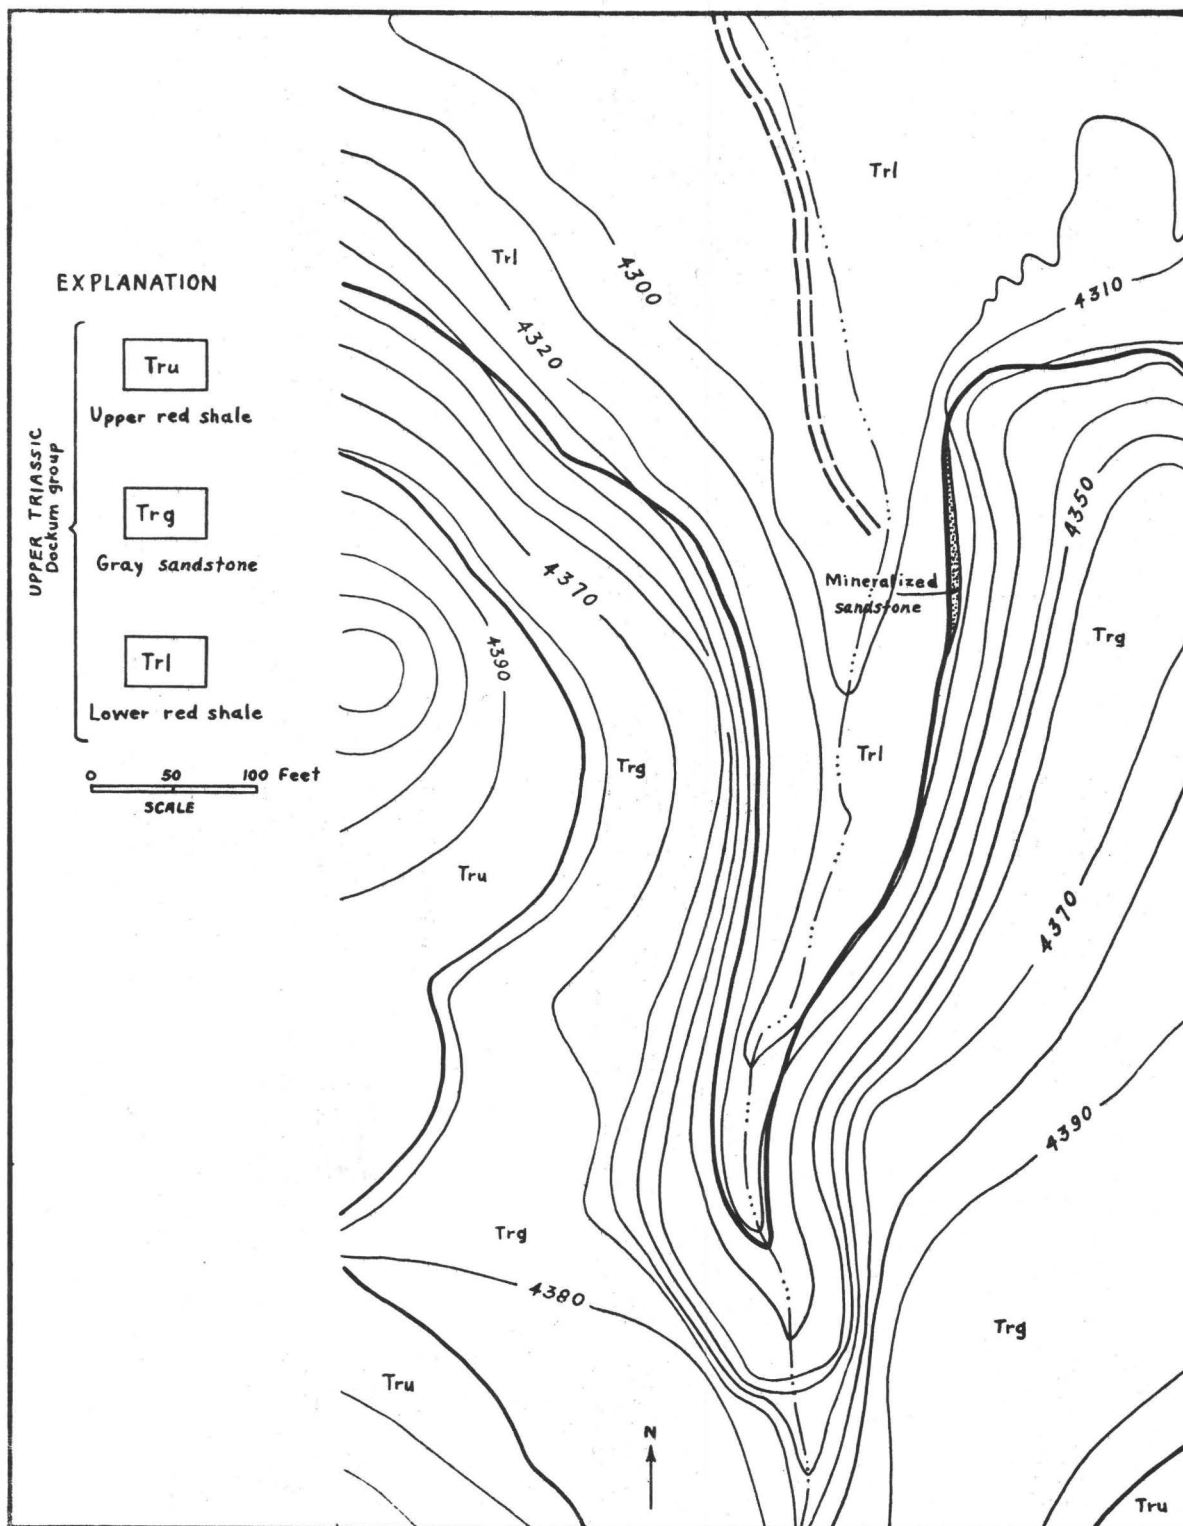 EXPLANATION
UPPER TRIASSIC
Dockum group
Tru
Upper red shale
Trg
Gray sandstone
Trl
Lower red shale
0 50 100 Feet
SCALE
Trl
Trl
4300
4310
4320
4350
Mineralized
sandstone
4370
Trg
4390
Trg
Trl
Tru
4370
4390
Trg
4380
Trg
Tru
N
Tru